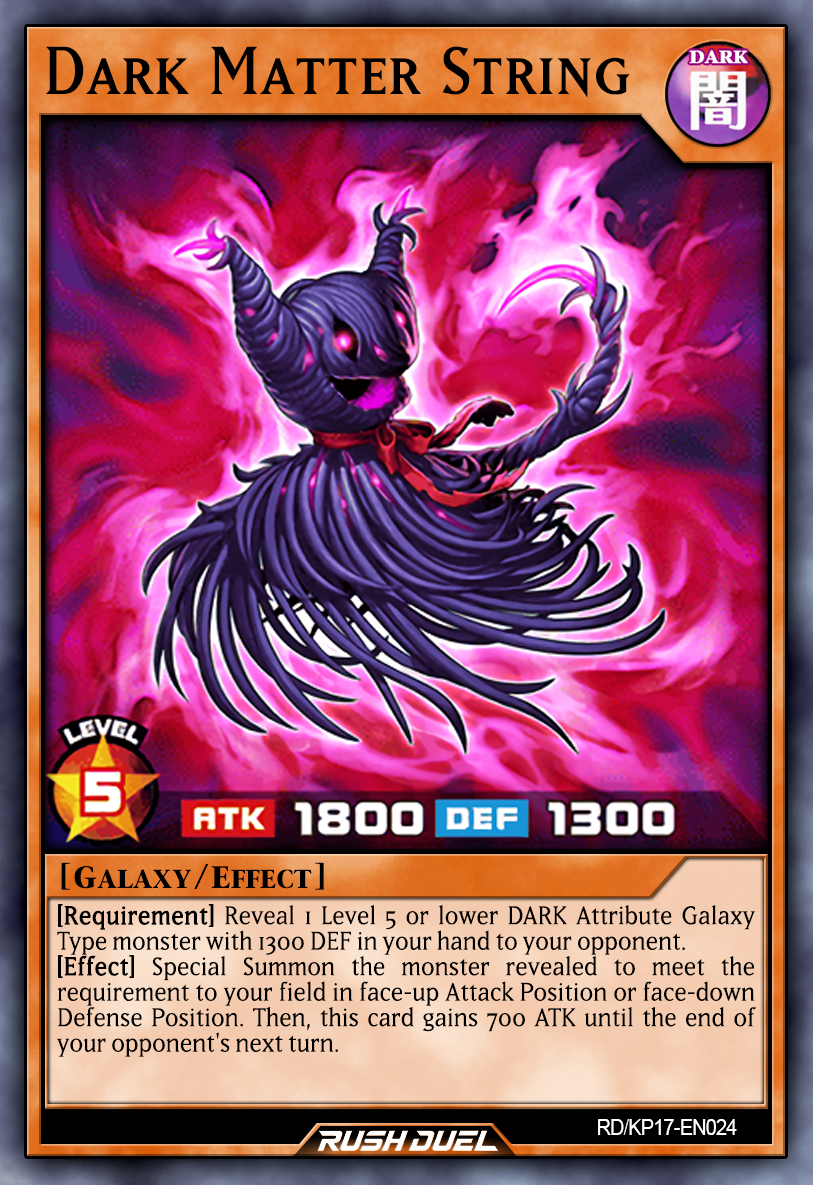 Dark Matter String
DARK
闇
LEVEL
5
ATK 1800 DEF 1300
[Galaxy/Effect]
[Requirement] Reveal 1 Level 5 or lower DARK Attribute Galaxy
Type monster with 1300 DEF in your hand to your opponent.
[Effect] Special Summon the monster revealed to meet the
requirement to your field in face-up Attack Position or face-down
Defense Position. Then, this card gains 700 ATK until the end of
your opponent's next turn.
RUSH DUEL
RD/KP17-EN024